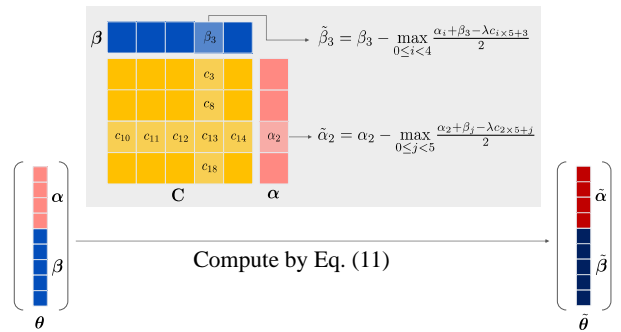 β β₃ β̃₃ = β₃ − max_{0≤i<4} (αᵢ+β₃−λc_{i×5+3})/2
c₃
c₈
c₁₀ c₁₁ c₁₂ c₁₃ c₁₄ α₂ α̃₂ = α₂ − max_{0≤j<5} (α₂+βⱼ−λc_{2×5+j})/2
c₁₈
C α
α α̃
β β̃
Compute by Eq. (11)
θ θ̃